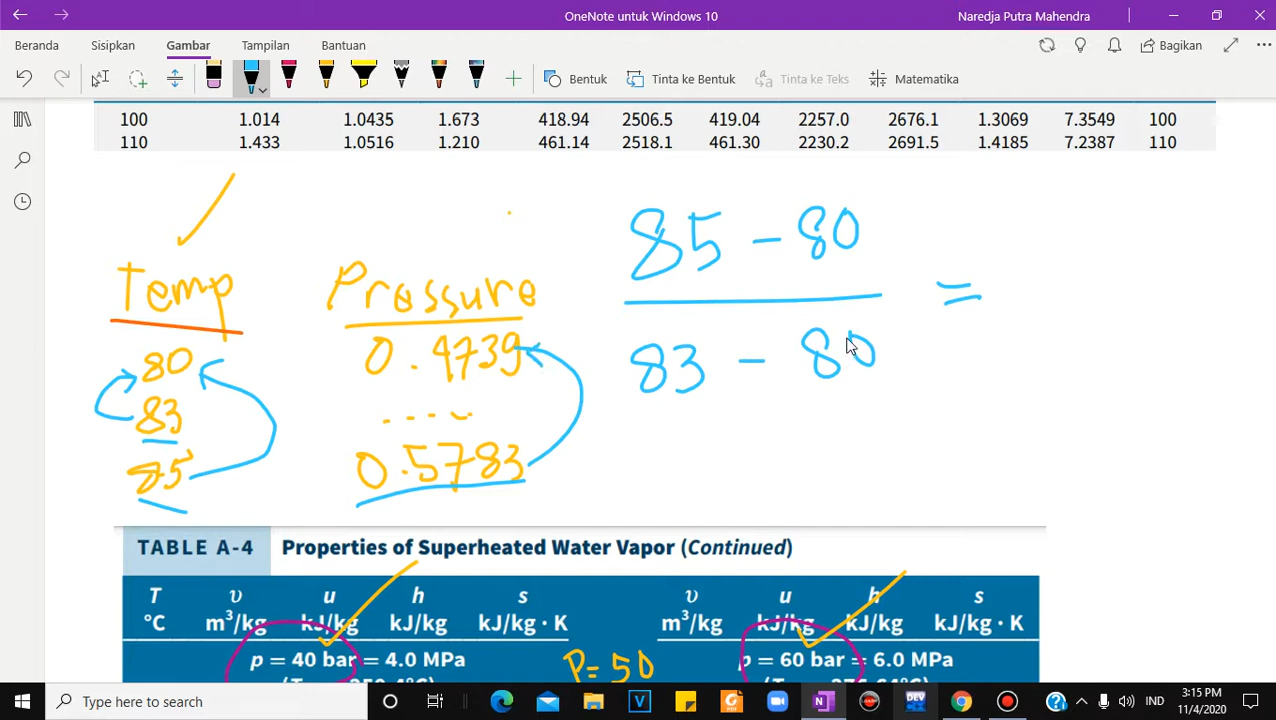 OneNote untuk Windows 10
Naredja Putra Mahendra
Beranda Sisipkan Gambar Tampilan Bantuan
Bagikan
Bentuk Tinta ke Bentuk Tinta ke Teks Matematika
100 1.014 1.0435 1.673 418.94 2506.5 419.04 2257.0 2676.1 1.3069 7.3549 100
110 1.433 1.0516 1.210 461.14 2518.1 461.30 2230.2 2691.5 1.4185 7.2387 110
Temp Pressure
80 0.4739
83 ....
85 0.5783
85 - 80
=
83 - 80
TABLE A-4 Properties of Superheated Water Vapor (Continued)
T υ u h s υ u h s
°C m³/kg kJ/kg kJ/kg kJ/kg · K m³/kg kJ/kg kJ/kg kJ/kg · K
p = 40 bar = 4.0 MPa P= 50 p = 60 bar = 6.0 MPa
Type here to search
IND
3:15 PM
11/4/2020